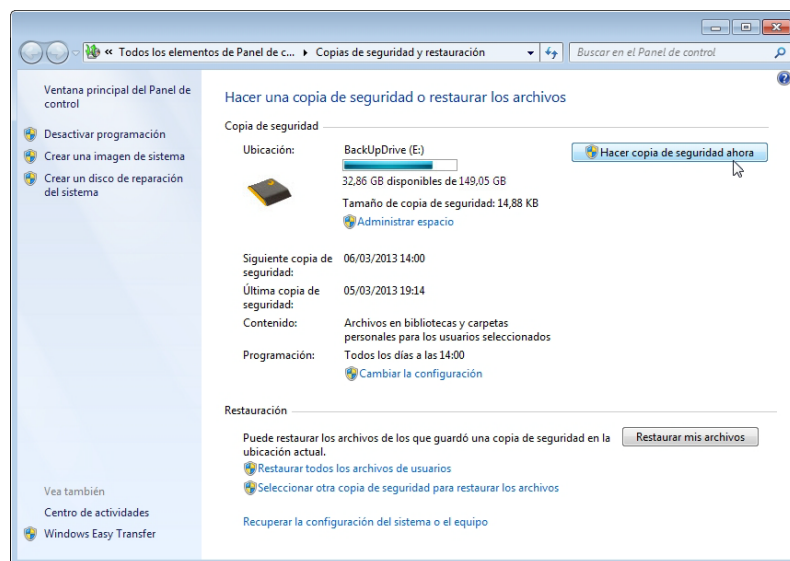 « Todos los elementos de Panel de c... ▸ Copias de seguridad y restauración
Buscar en el Panel de control
Ventana principal del Panel de
control
Desactivar programación
Crear una imagen de sistema
Crear un disco de reparación
del sistema
Hacer una copia de seguridad o restaurar los archivos
Copia de seguridad
Ubicación:
BackUpDrive (E:)
Hacer copia de seguridad ahora
32,86 GB disponibles de 149,05 GB
Tamaño de copia de seguridad: 14,88 KB
Administrar espacio
Siguiente copia de
seguridad:
06/03/2013 14:00
Última copia de
seguridad:
05/03/2013 19:14
Contenido:
Archivos en bibliotecas y carpetas
personales para los usuarios seleccionados
Programación:
Todos los días a las 14:00
Cambiar la configuración
Restauración
Puede restaurar los archivos de los que guardó una copia de seguridad en la
ubicación actual.
Restaurar mis archivos
Restaurar todos los archivos de usuarios
Seleccionar otra copia de seguridad para restaurar los archivos
Recuperar la configuración del sistema o el equipo
Vea también
Centro de actividades
Windows Easy Transfer